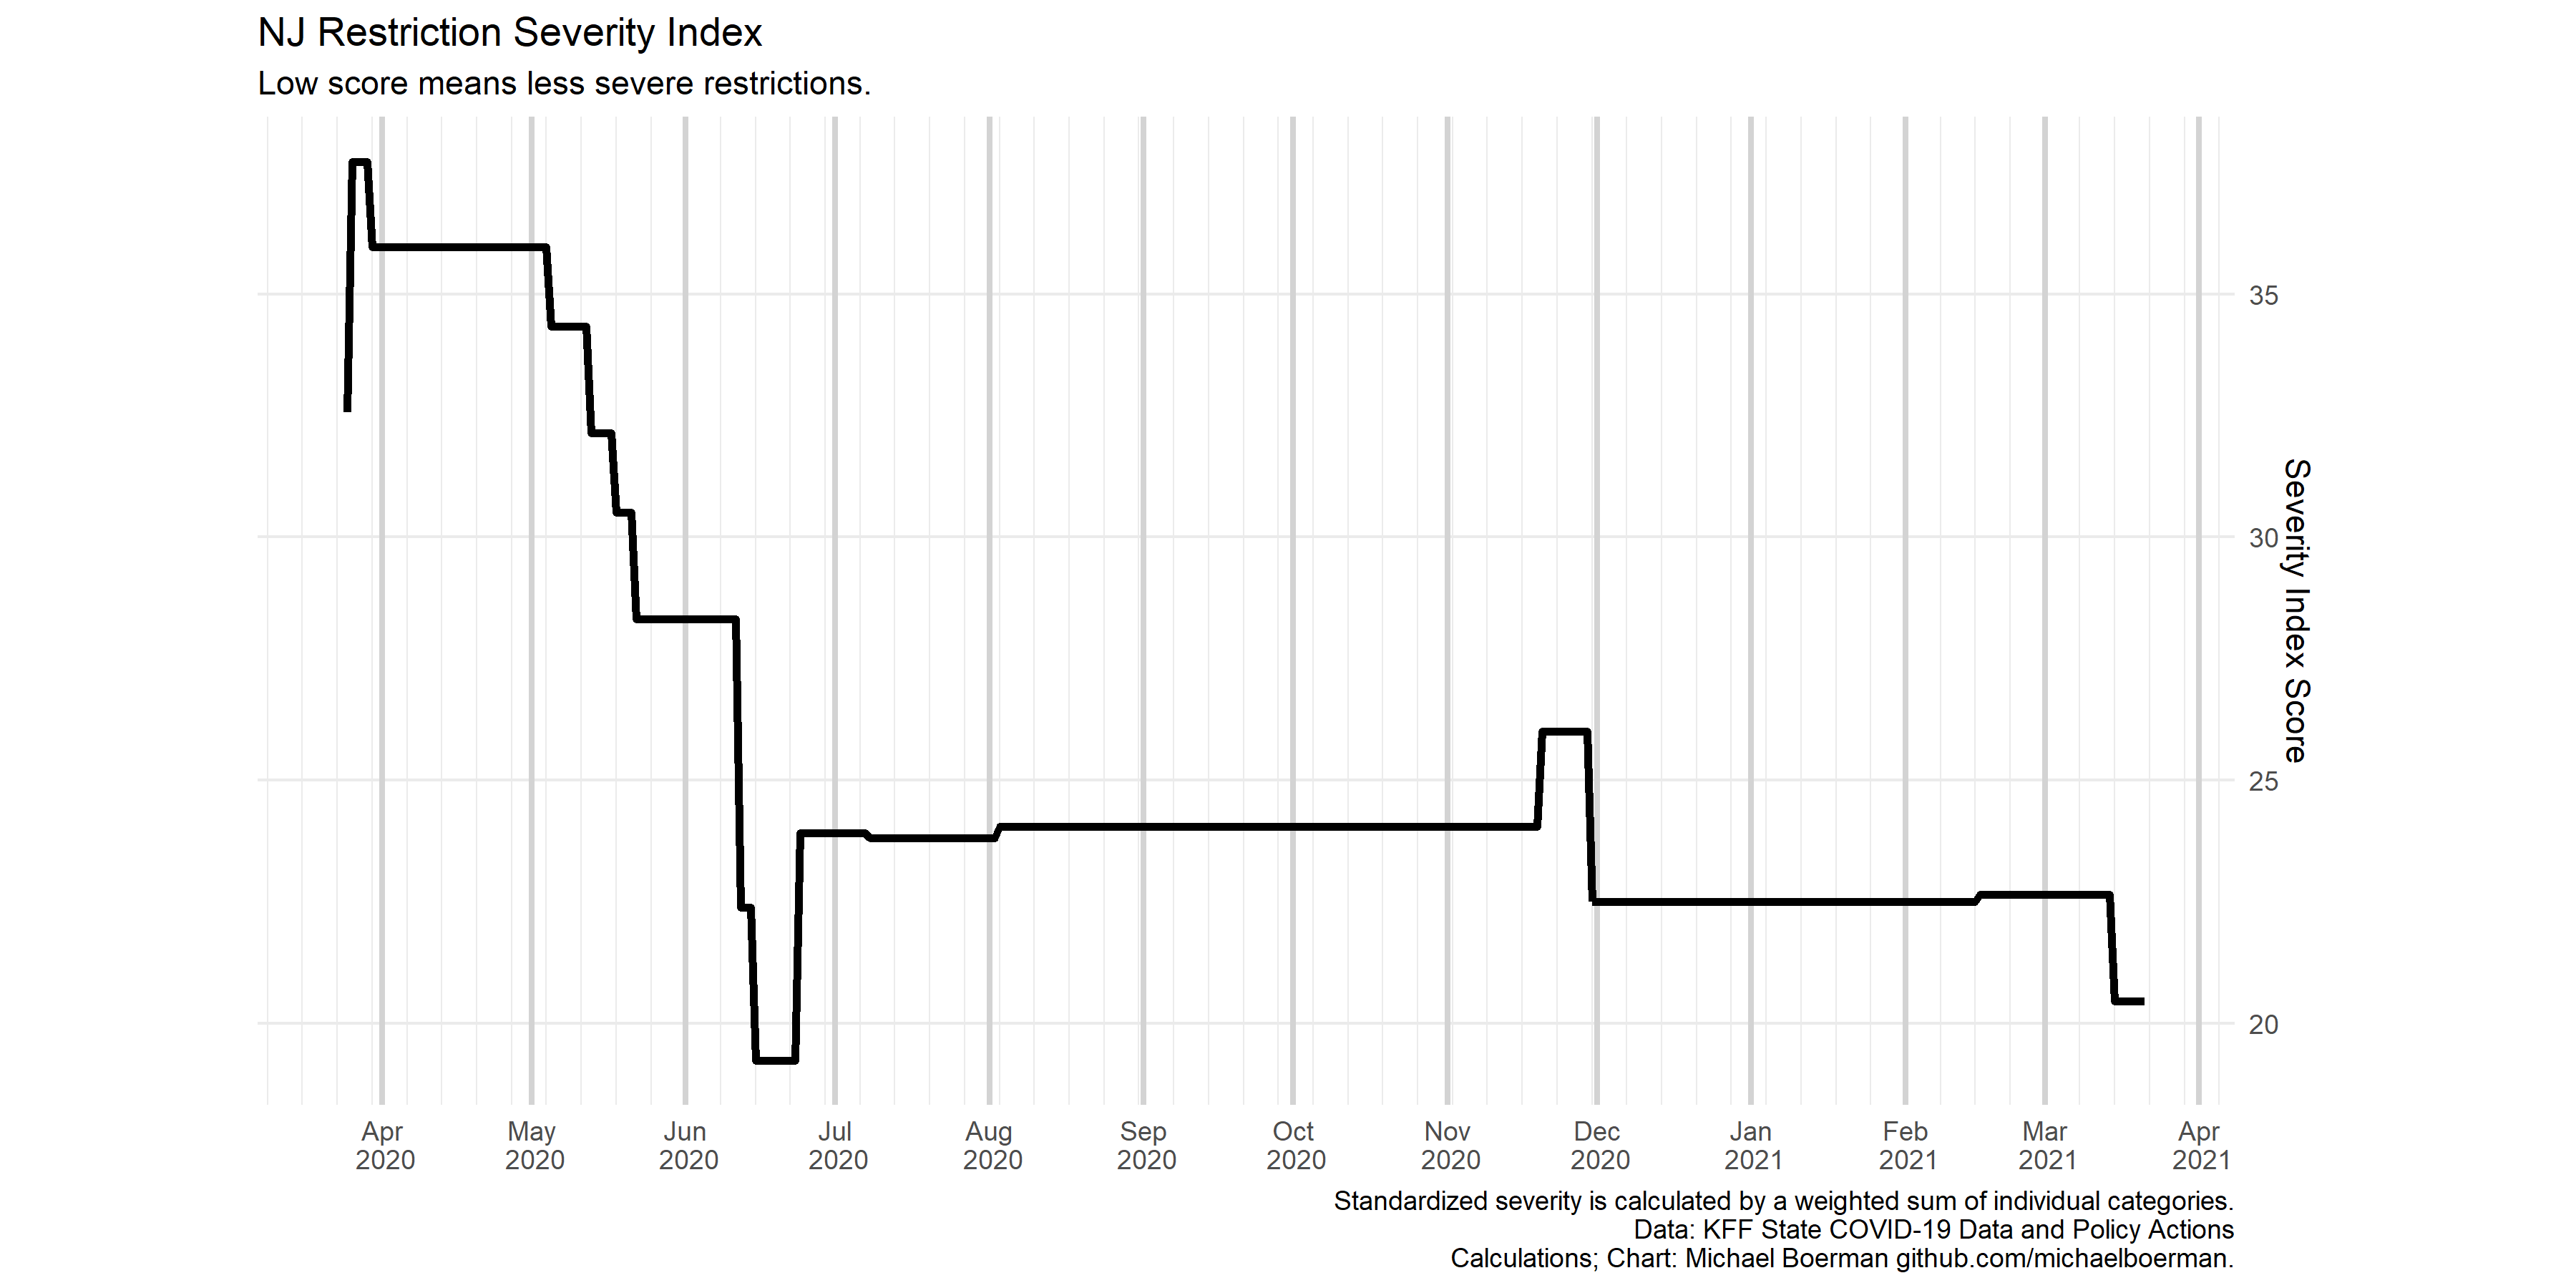 NJ Restriction Severity Index
Low score means less severe restrictions.
35
30
25
20
Severity Index Score
Apr 2020
May 2020
Jun 2020
Jul 2020
Aug 2020
Sep 2020
Oct 2020
Nov 2020
Dec 2020
Jan 2021
Feb 2021
Mar 2021
Apr 2021
Standardized severity is calculated by a weighted sum of individual categories.
Data: KFF State COVID-19 Data and Policy Actions
Calculations; Chart: Michael Boerman github.com/michaelboerman.